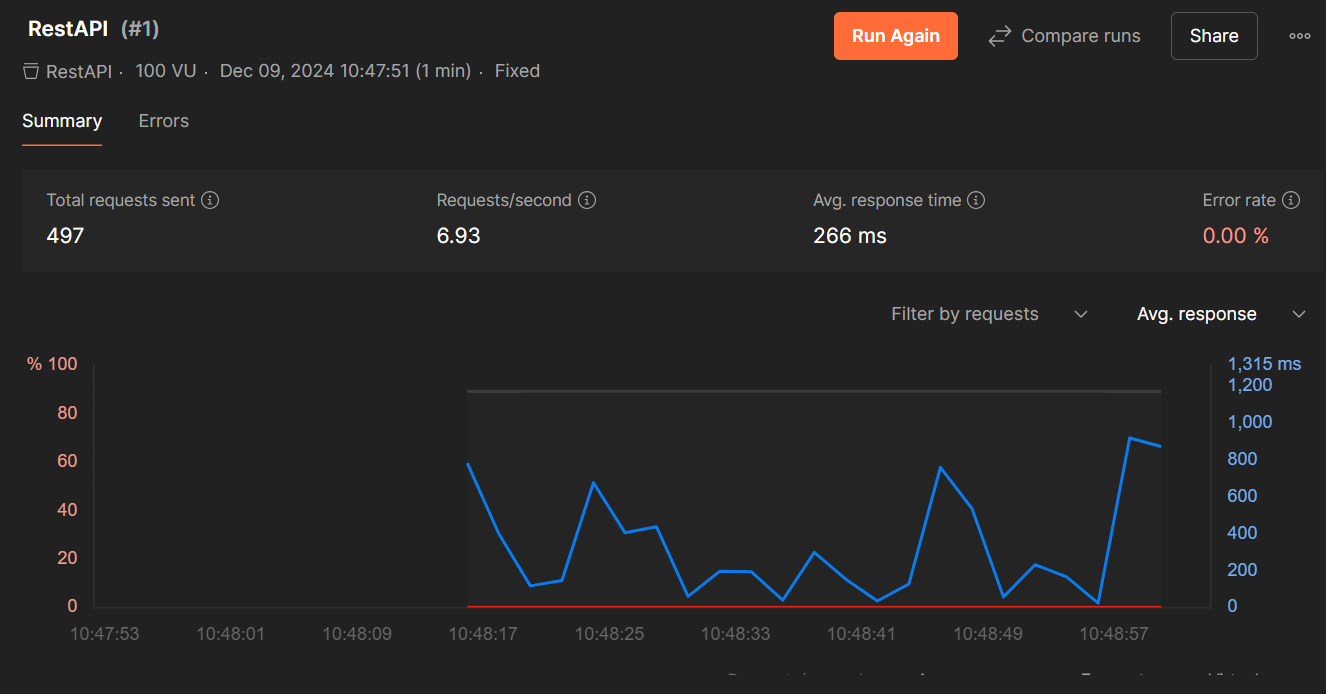 RestAPI (#1)
Run Again
Compare runs
Share
RestAPI · 100 VU · Dec 09, 2024 10:47:51 (1 min) · Fixed
Summary
Errors
Total requests sent
Requests/second
Avg. response time
Error rate
497
6.93
266 ms
0.00 %
Filter by requests
Avg. response
% 100
80
60
40
20
0
1,315 ms
1,200
1,000
800
600
400
200
0
10:47:53 10:48:01 10:48:09 10:48:17 10:48:25 10:48:33 10:48:41 10:48:49 10:48:57